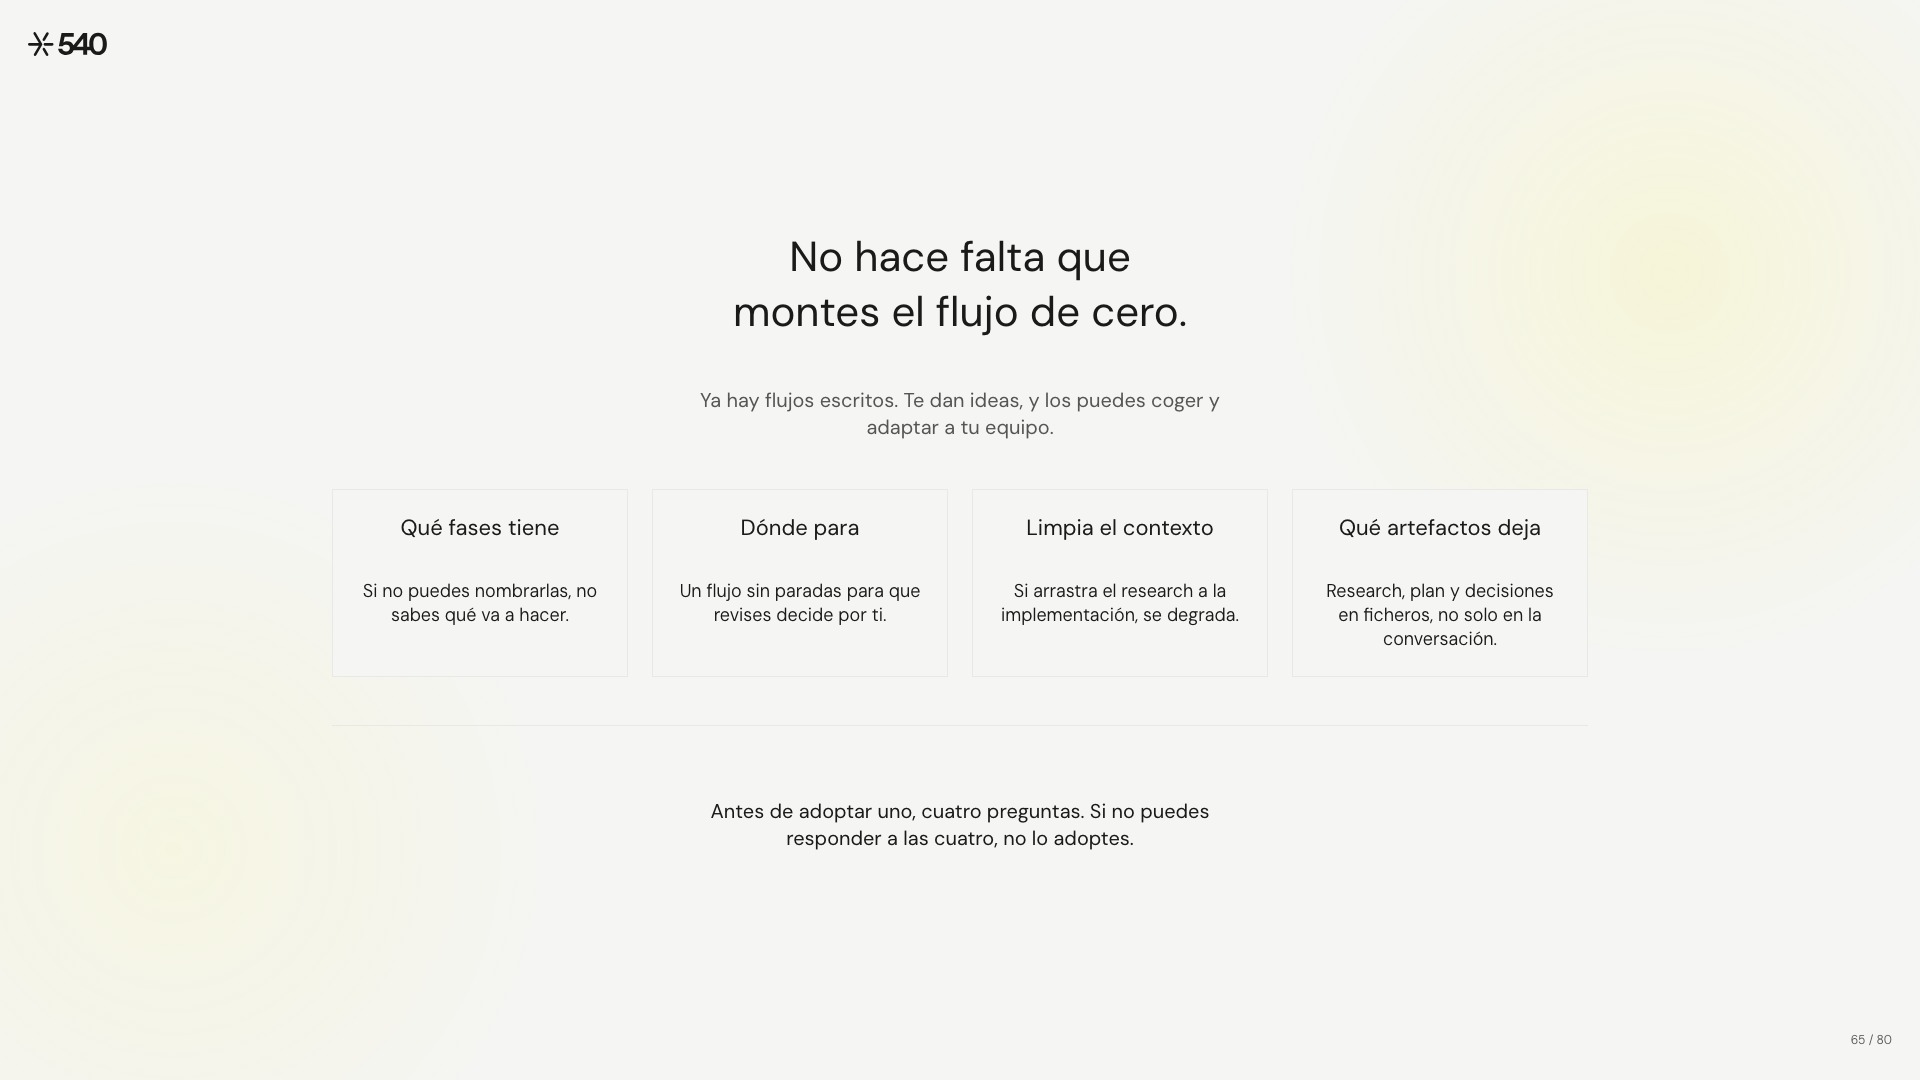 540
No hace falta que
montes el flujo de cero.
Ya hay flujos escritos. Te dan ideas, y los puedes coger y
adaptar a tu equipo.
Qué fases tiene
Si no puedes nombrarlas, no
sabes qué va a hacer.
Dónde para
Un flujo sin paradas para que
revises decide por ti.
Limpia el contexto
Si arrastra el research a la
implementación, se degrada.
Qué artefactos deja
Research, plan y decisiones
en ficheros, no solo en la
conversación.
Antes de adoptar uno, cuatro preguntas. Si no puedes
responder a las cuatro, no lo adoptes.
65 / 80